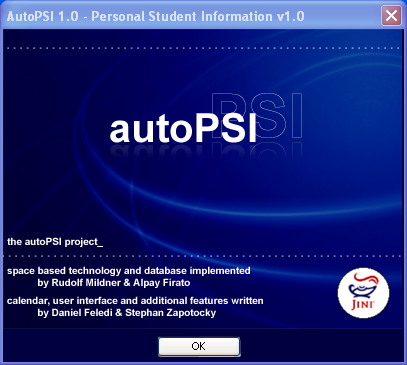 AutoPSI 1.0 - Personal Student Information v1.0
PSI
autoPSI
the autoPSI project_
space based technology and database implemented
by Rudolf Mildner & Alpay Firato
calendar, user interface and additional features written
by Daniel Feledi & Stephan Zapotocky
JINI
OK